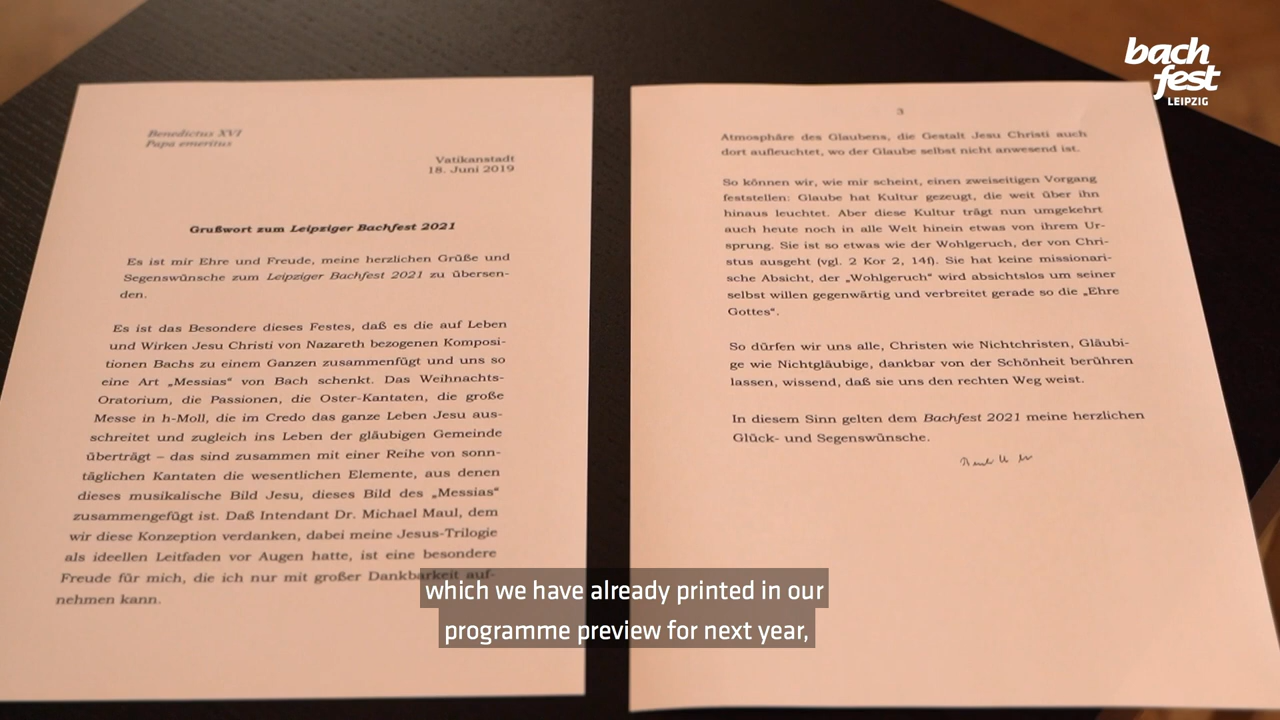 bach
fest
LEIPZIG
Benedictus XVI
Papa emeritus
Vatikanstadt
18. Juni 2019
Grußwort zum Leipziger Bachfest 2021
Es ist mir Ehre und Freude, meine herzlichen Grüße und
Segenswünsche zum Leipziger Bachfest 2021 zu übersen-
den.
Es ist das Besondere dieses Festes, daß es die auf Leben
und Wirken Jesu Christi von Nazareth bezogenen Komposi-
tionen Bachs zu einem Ganzen zusammenfügt und uns so
eine Art „Messias“ von Bach schenkt. Das Weihnachts-
Oratorium, die Passionen, die Oster-Kantaten, die große
Messe in h-Moll, die im Credo das ganze Leben Jesu aus-
schreitet und zugleich ins Leben der gläubigen Gemeinde
überträgt – das sind zusammen mit einer Reihe von sonn-
täglichen Kantaten die wesentlichen Elemente, aus denen
dieses musikalische Bild Jesu, dieses Bild des „Messias“
zusammengefügt ist. Daß Intendant Dr. Michael Maul, dem
wir diese Konzeption verdanken, dabei meine Jesus-Trilogie
als ideellen Leitfaden vor Augen hatte, ist eine besondere
Freude für mich, die ich nur mit großer Dankbarkeit auf-
nehmen kann.
3
Atmosphäre des Glaubens, die Gestalt Jesu Christi auch
dort aufleuchtet, wo der Glaube selbst nicht anwesend ist.
So können wir, wie mir scheint, einen zweiseitigen Vorgang
feststellen: Glaube hat Kultur gezeugt, die weit über ihn
hinaus leuchtet. Aber diese Kultur trägt nun umgekehrt
auch heute noch in alle Welt hinein etwas von ihrem Ur-
sprung. Sie ist so etwas wie der Wohlgeruch, der von Chri-
stus ausgeht (vgl. 2 Kor 2, 14f). Sie hat keine missionari-
sche Absicht, der „Wohlgeruch“ wird absichtslos um seiner
selbst willen gegenwärtig und verbreitet gerade so die „Ehre
Gottes“.
So dürfen wir uns alle, Christen wie Nichtchristen, Gläubi-
ge wie Nichtgläubige, dankbar von der Schönheit berühren
lassen, wissend, daß sie uns den rechten Weg weist.
In diesem Sinn gelten dem Bachfest 2021 meine herzlichen
Glück- und Segenswünsche.
which we have already printed in our
programme preview for next year,